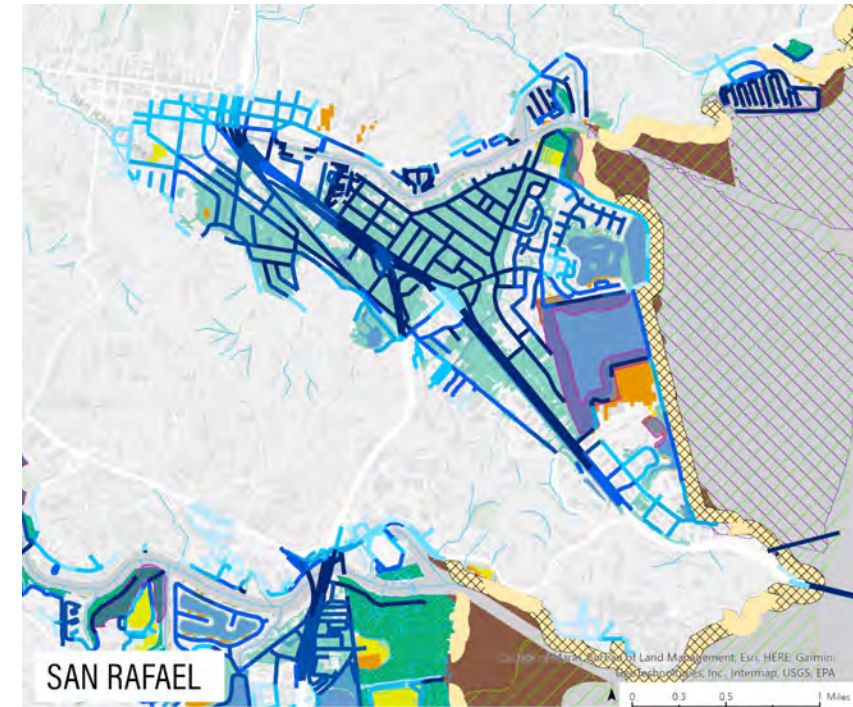 SAN RAFAEL
Bureau of Land Management, Esri, HERE, Garmin,
Inc., Intermap, USGS, EPA
0 0.3 0.5 1 Miles